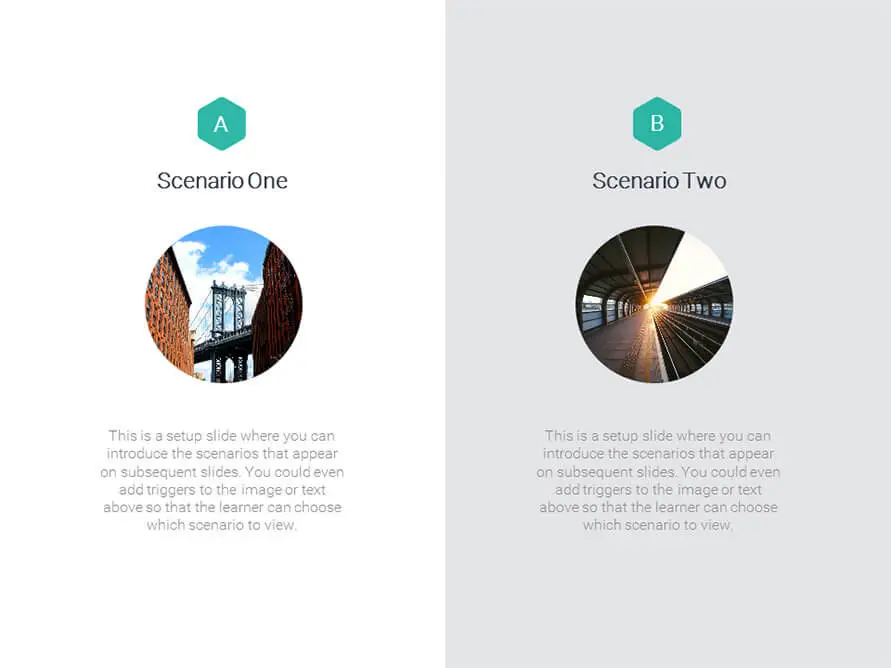 A
Scenario One
This is a setup slide where you can
introduce the scenarios that appear
on subsequent slides. You could even
add triggers to the image or text
above so that the learner can choose
which scenario to view.
B
Scenario Two
This is a setup slide where you can
introduce the scenarios that appear
on subsequent slides. You could even
add triggers to the image or text
above so that the learner can choose
which scenario to view.